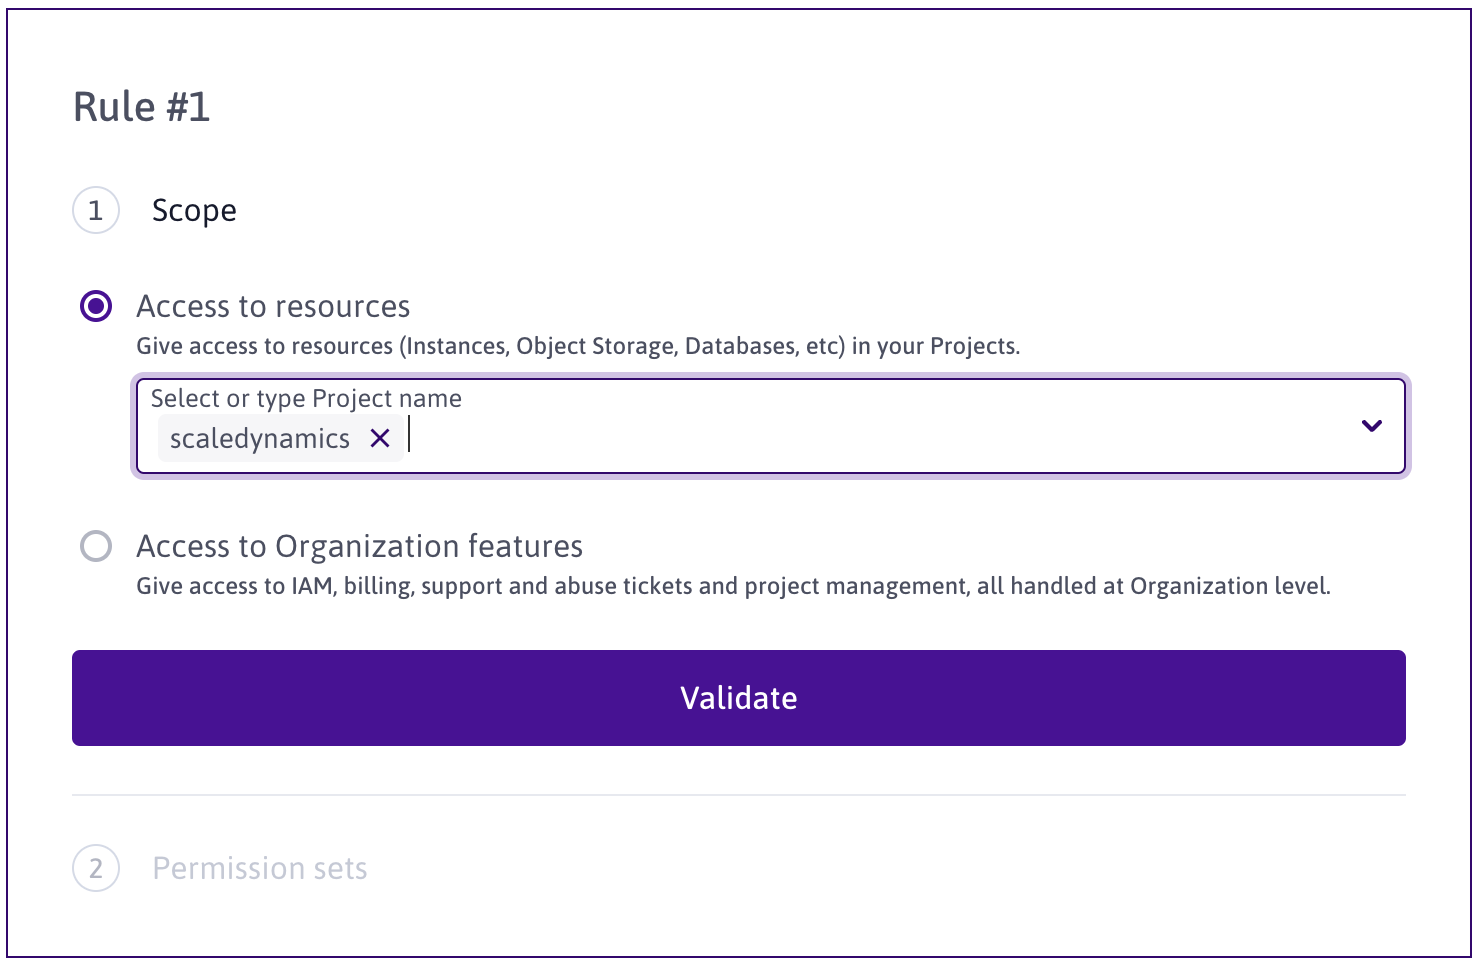 Rule #1
1 Scope
Access to resources
Give access to resources (Instances, Object Storage, Databases, etc) in your Projects.
Select or type Project name
scaledynamics
Access to Organization features
Give access to IAM, billing, support and abuse tickets and project management, all handled at Organization level.
Validate
2 Permission sets